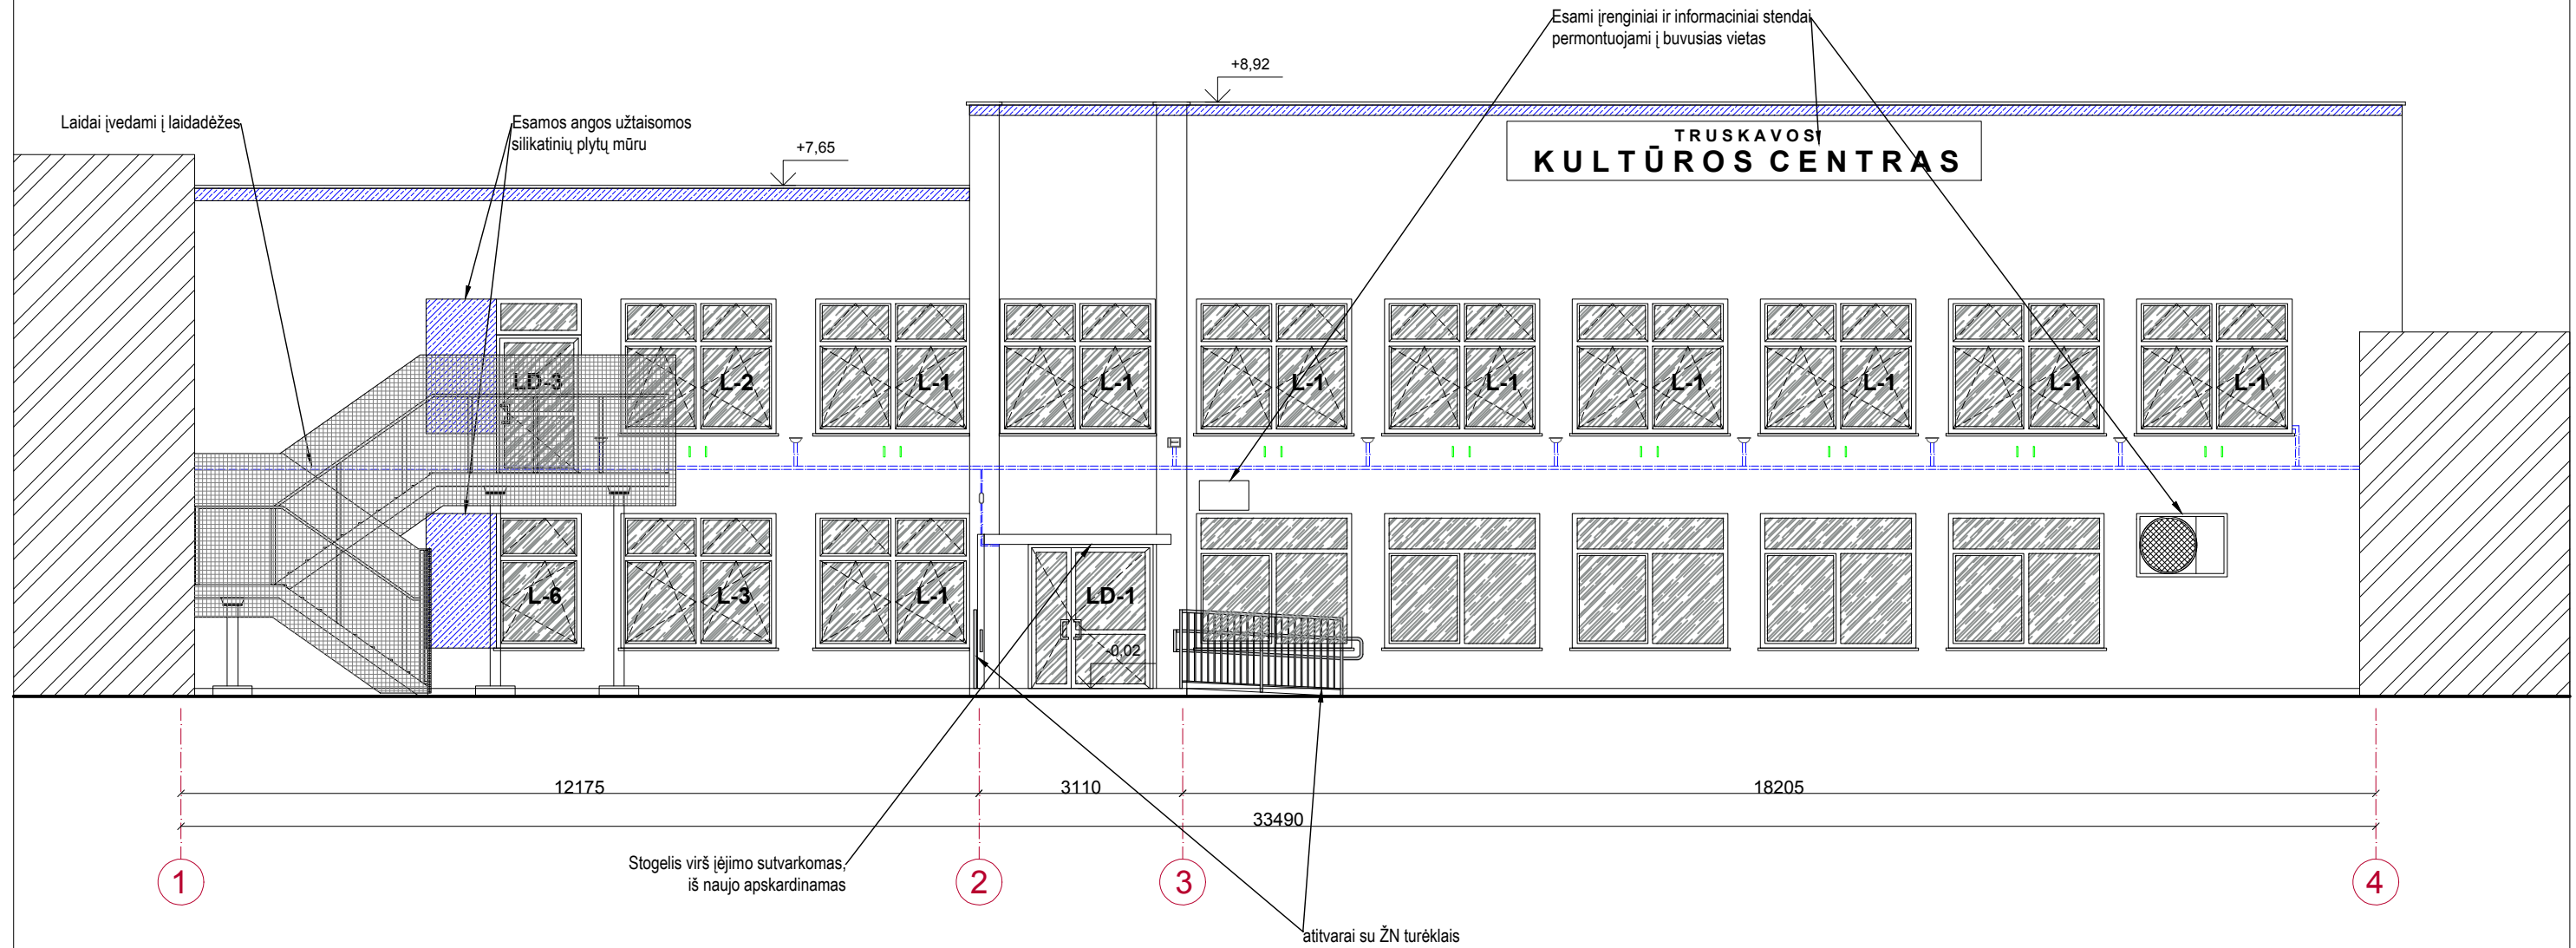 Esami įrenginiai ir informaciniai stendai
permontuojami į buvusias vietas
+8,92
Laidai įvedami į laidadėžes
Esamos angos užtaisomos
silikatinių plytų mūru
+7,65
TRUSKAVOS
KULTŪROS CENTRAS
LD-3
L-2
L-1
L-1
L-1
L-1
L-1
L-1
L-1
L-1
L-6
L-3
L-1
LD-1
-0,02
12175
3110
18205
33490
Stogelis virš įėjimo sutvarkomas,
iš naujo apskardinamas
1
2
3
4
atitvarai su ŽN turėklais